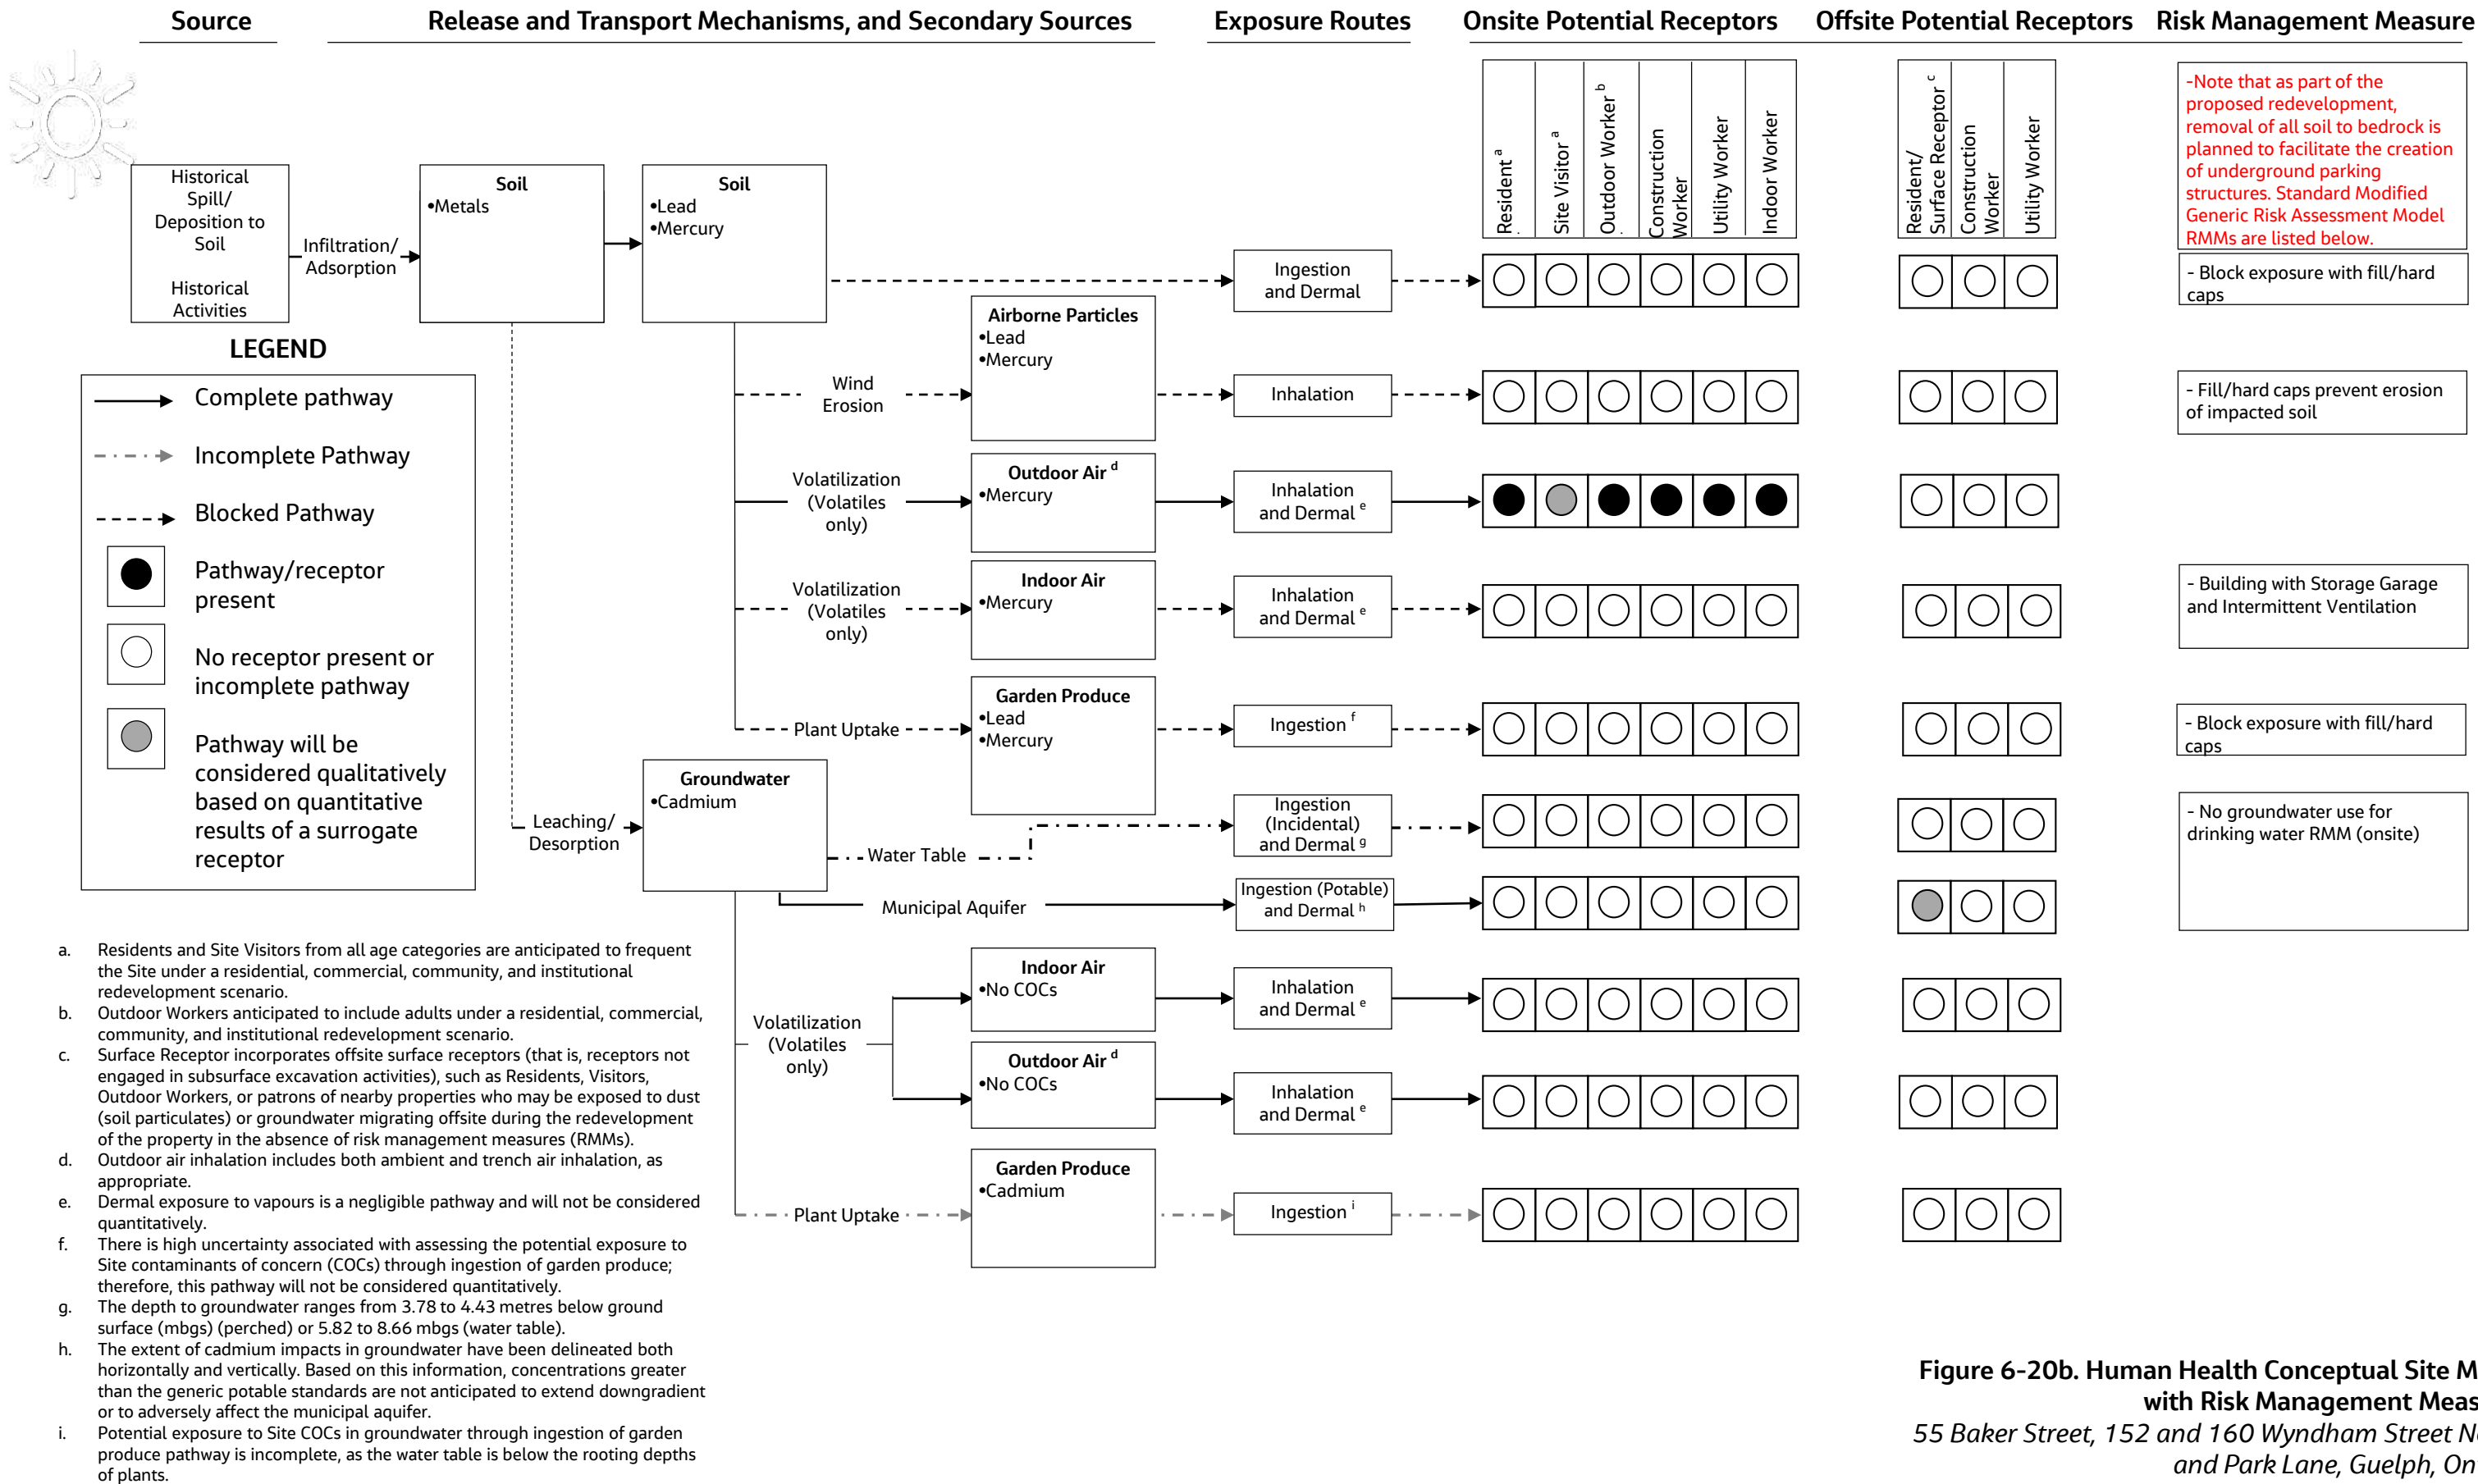 Source
Release and Transport Mechanisms, and Secondary Sources
Exposure Routes
Onsite Potential Receptors
Offsite Potential Receptors
Risk Management Measure
Resident a
Site Visitor a
Outdoor Worker b
Construction
Worker
Utility Worker
Indoor Worker
Resident/
Surface Receptor c
Construction
Worker
Utility Worker
-Note that as part of the
proposed redevelopment,
removal of all soil to bedrock is
planned to facilitate the creation
of underground parking
structures. Standard Modified
Generic Risk Assessment Model
RMMs are listed below.
Historical
Spill/
Deposition to
Soil
Historical
Activities
Infiltration/
Adsorption
Soil
•Metals
Soil
•Lead
•Mercury
Ingestion
and Dermal
- Block exposure with fill/hard
caps
Wind
Erosion
Airborne Particles
•Lead
•Mercury
Inhalation
- Fill/hard caps prevent erosion
of impacted soil
Volatilization
(Volatiles
only)
Outdoor Air d
•Mercury
Inhalation
and Dermal e
Volatilization
(Volatiles
only)
Indoor Air
•Mercury
Inhalation
and Dermal e
- Building with Storage Garage
and Intermittent Ventilation
Plant Uptake
Garden Produce
•Lead
•Mercury
Ingestion f
- Block exposure with fill/hard
caps
Leaching/
Desorption
Groundwater
•Cadmium
Water Table
Ingestion
(Incidental)
and Dermal g
- No groundwater use for
drinking water RMM (onsite)
Municipal Aquifer
Ingestion (Potable)
and Dermal h
Volatilization
(Volatiles
only)
Indoor Air
•No COCs
Inhalation
and Dermal e
Outdoor Air d
•No COCs
Inhalation
and Dermal e
Plant Uptake
Garden Produce
•Cadmium
Ingestion i
LEGEND
Complete pathway
Incomplete Pathway
Blocked Pathway
Pathway/receptor
present
No receptor present or
incomplete pathway
Pathway will be
considered qualitatively
based on quantitative
results of a surrogate
receptor
a. Residents and Site Visitors from all age categories are anticipated to frequent
the Site under a residential, commercial, community, and institutional
redevelopment scenario.
b. Outdoor Workers anticipated to include adults under a residential, commercial,
community, and institutional redevelopment scenario.
c. Surface Receptor incorporates offsite surface receptors (that is, receptors not
engaged in subsurface excavation activities), such as Residents, Visitors,
Outdoor Workers, or patrons of nearby properties who may be exposed to dust
(soil particulates) or groundwater migrating offsite during the redevelopment
of the property in the absence of risk management measures (RMMs).
d. Outdoor air inhalation includes both ambient and trench air inhalation, as
appropriate.
e. Dermal exposure to vapours is a negligible pathway and will not be considered
quantitatively.
f. There is high uncertainty associated with assessing the potential exposure to
Site contaminants of concern (COCs) through ingestion of garden produce;
therefore, this pathway will not be considered quantitatively.
g. The depth to groundwater ranges from 3.78 to 4.43 metres below ground
surface (mbgs) (perched) or 5.82 to 8.66 mbgs (water table).
h. The extent of cadmium impacts in groundwater have been delineated both
horizontally and vertically. Based on this information, concentrations greater
than the generic potable standards are not anticipated to extend downgradient
or to adversely affect the municipal aquifer.
i. Potential exposure to Site COCs in groundwater through ingestion of garden
produce pathway is incomplete, as the water table is below the rooting depths
of plants.
Figure 6-20b. Human Health Conceptual Site M
with Risk Management Meas
55 Baker Street, 152 and 160 Wyndham Street No
and Park Lane, Guelph, On